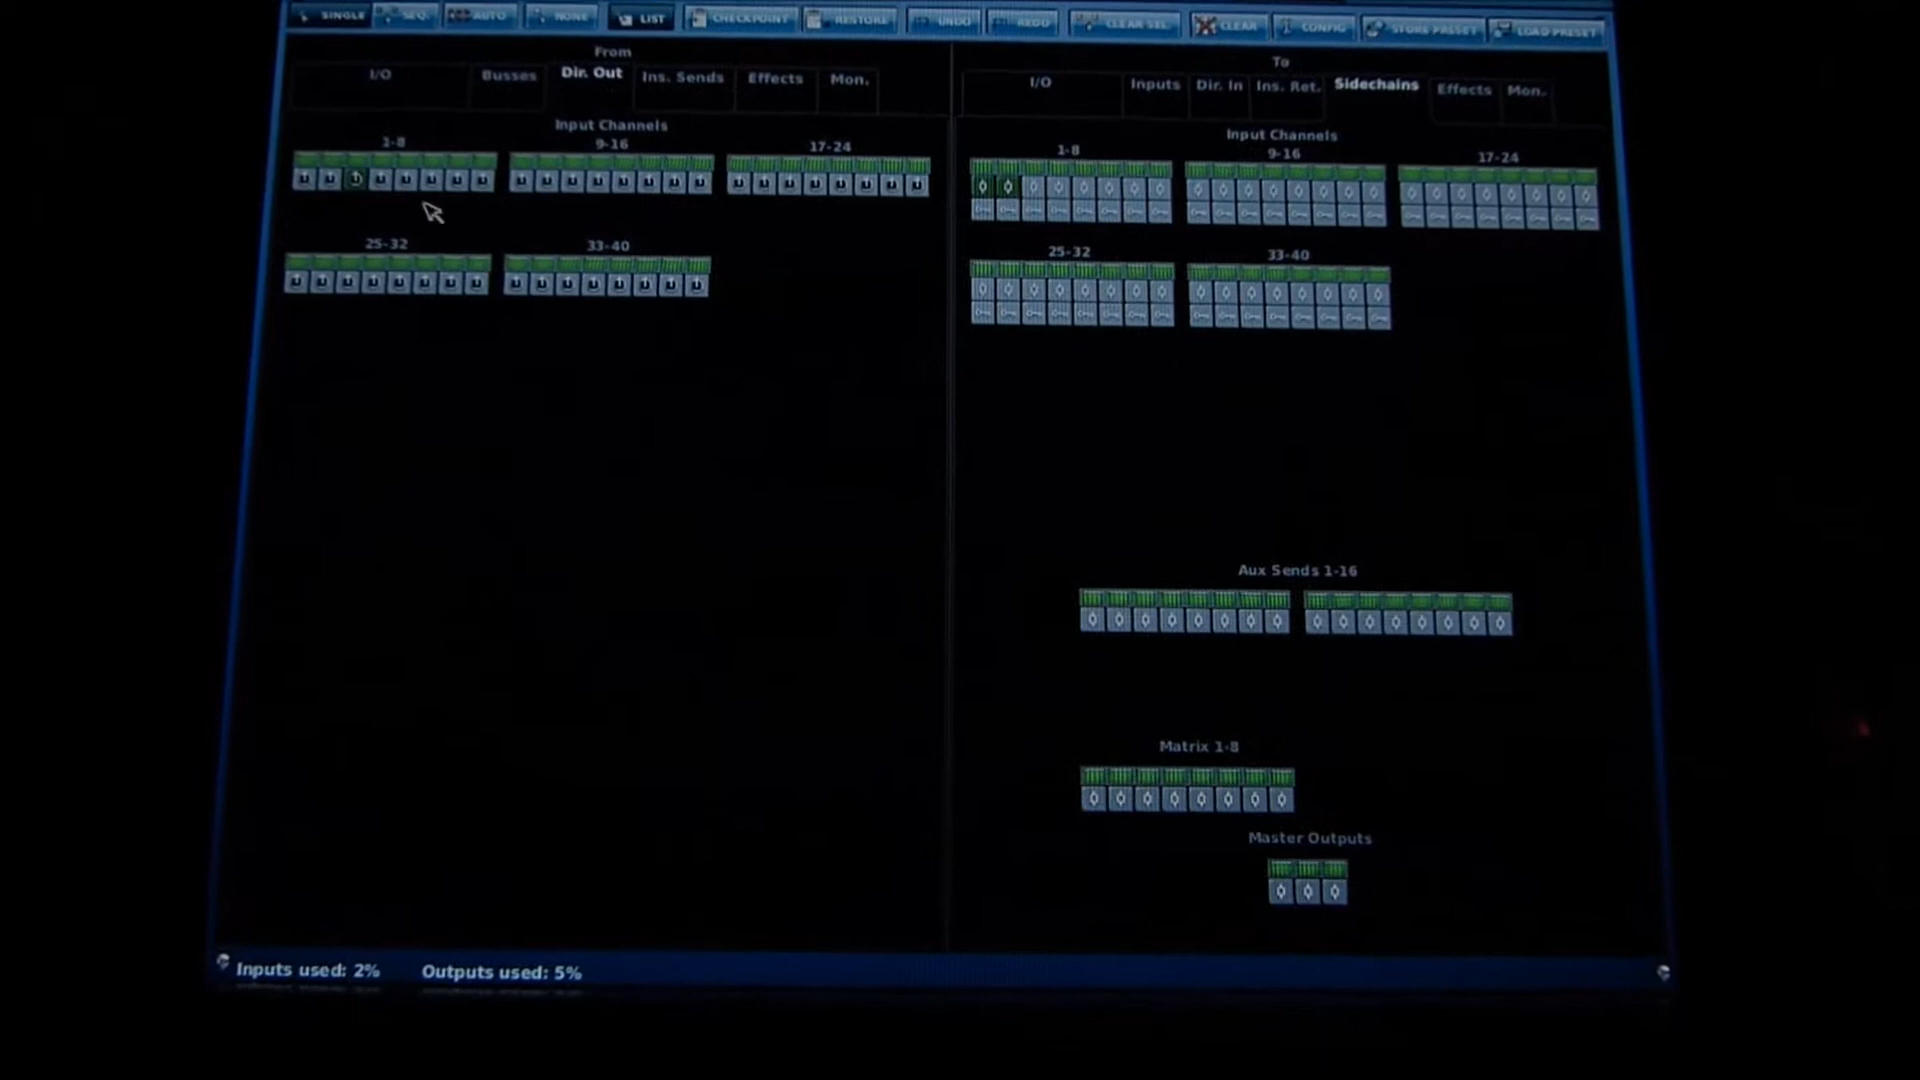 SINGLE SEQ. AUTO NONE LIST CHECKPOINT RESTORE UNDO REDO CLEAR SEL. CLEAR CONFIG STORE PRESET LOAD PRESET
From
I/O Busses Dir. Out Ins. Sends Effects Mon.
Input Channels
1-8 9-16 17-24
25-32 33-40
To
I/O Inputs Dir. In Ins. Ret. Sidechains Effects Mon.
Input Channels
1-8 9-16 17-24
25-32 33-40
Aux Sends 1-16
Matrix 1-8
Master Outputs
Inputs used: 2% Outputs used: 5%